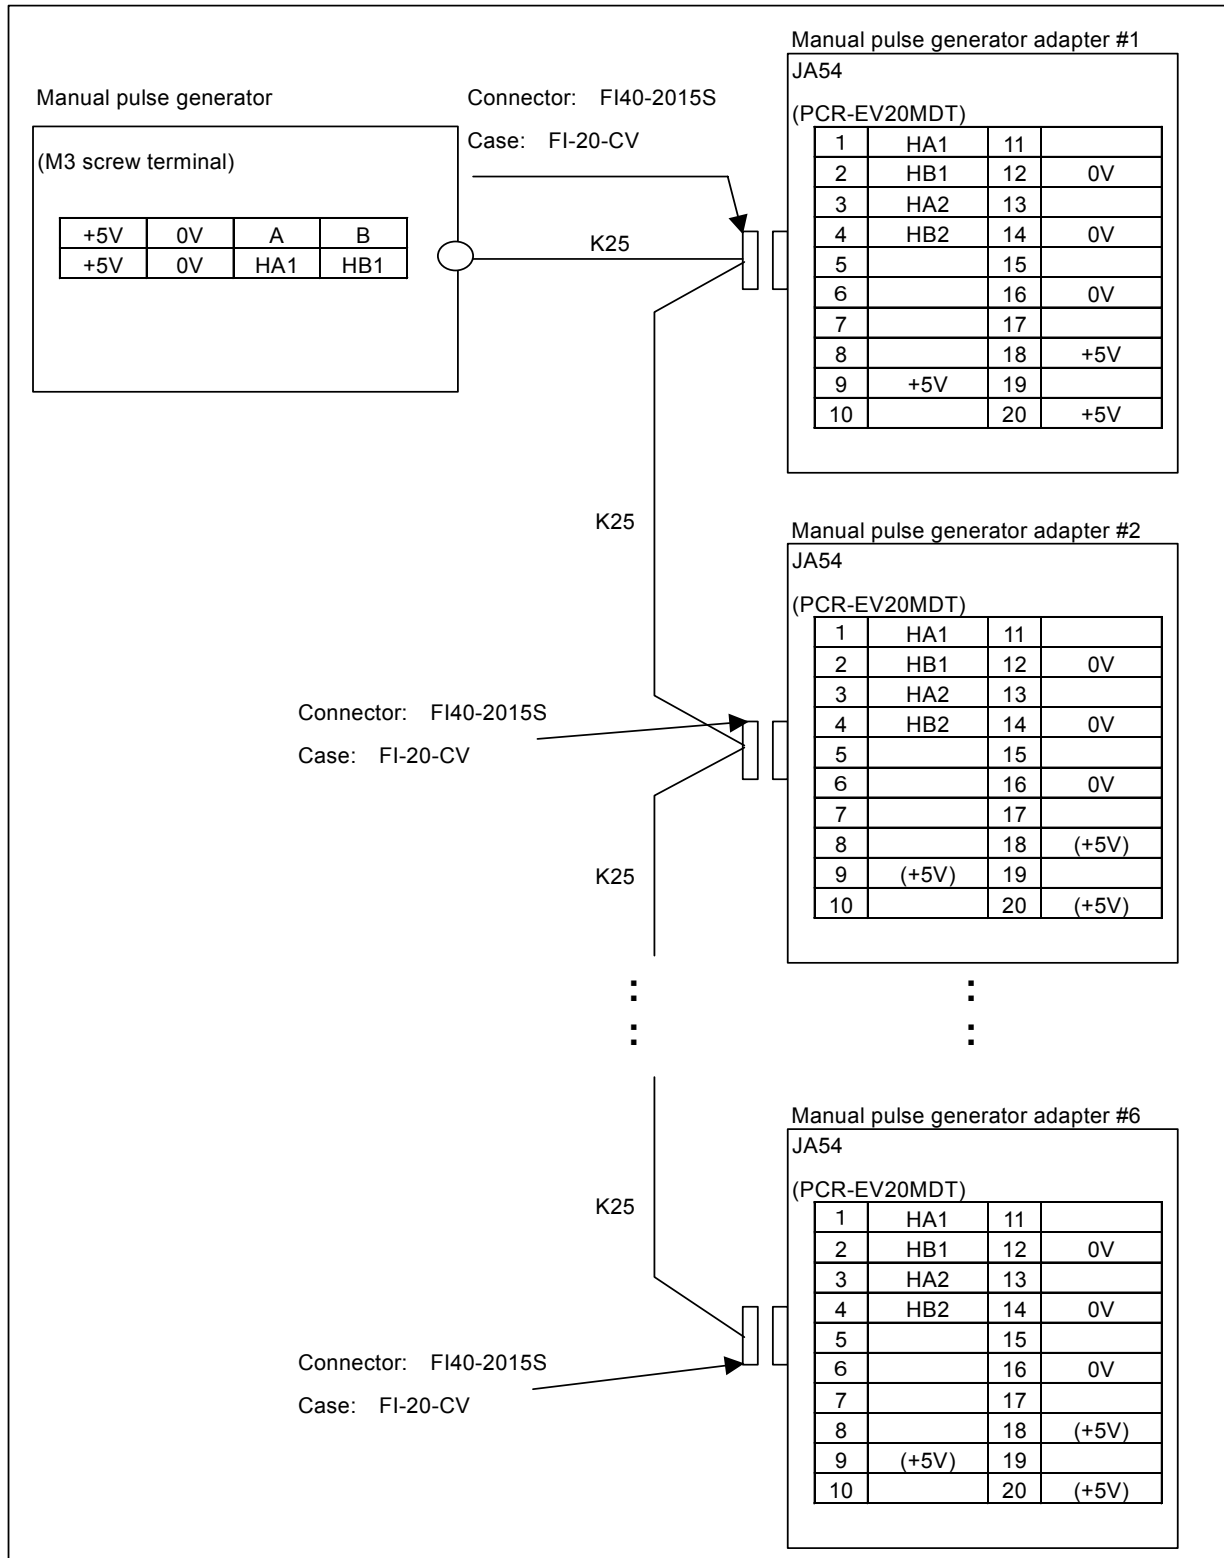 Manual pulse generator
(M3 screw terminal)
+5V 0V A B
+5V 0V HA1 HB1
Connector: FI40-2015S
Case: FI-20-CV
K25
Manual pulse generator adapter #1
JA54
(PCR-EV20MDT)
1 HA1 11
2 HB1 12 0V
3 HA2 13
4 HB2 14 0V
5 15
6 16 0V
7 17
8 18 +5V
9 +5V 19
10 20 +5V
K25
Manual pulse generator adapter #2
JA54
(PCR-EV20MDT)
1 HA1 11
2 HB1 12 0V
3 HA2 13
4 HB2 14 0V
5 15
6 16 0V
7 17
8 18 (+5V)
9 (+5V) 19
10 20 (+5V)
Connector: FI40-2015S
Case: FI-20-CV
K25
:
:
:
:
Manual pulse generator adapter #6
JA54
(PCR-EV20MDT)
1 HA1 11
2 HB1 12 0V
3 HA2 13
4 HB2 14 0V
5 15
6 16 0V
7 17
8 18 (+5V)
9 (+5V) 19
10 20 (+5V)
K25
Connector: FI40-2015S
Case: FI-20-CV